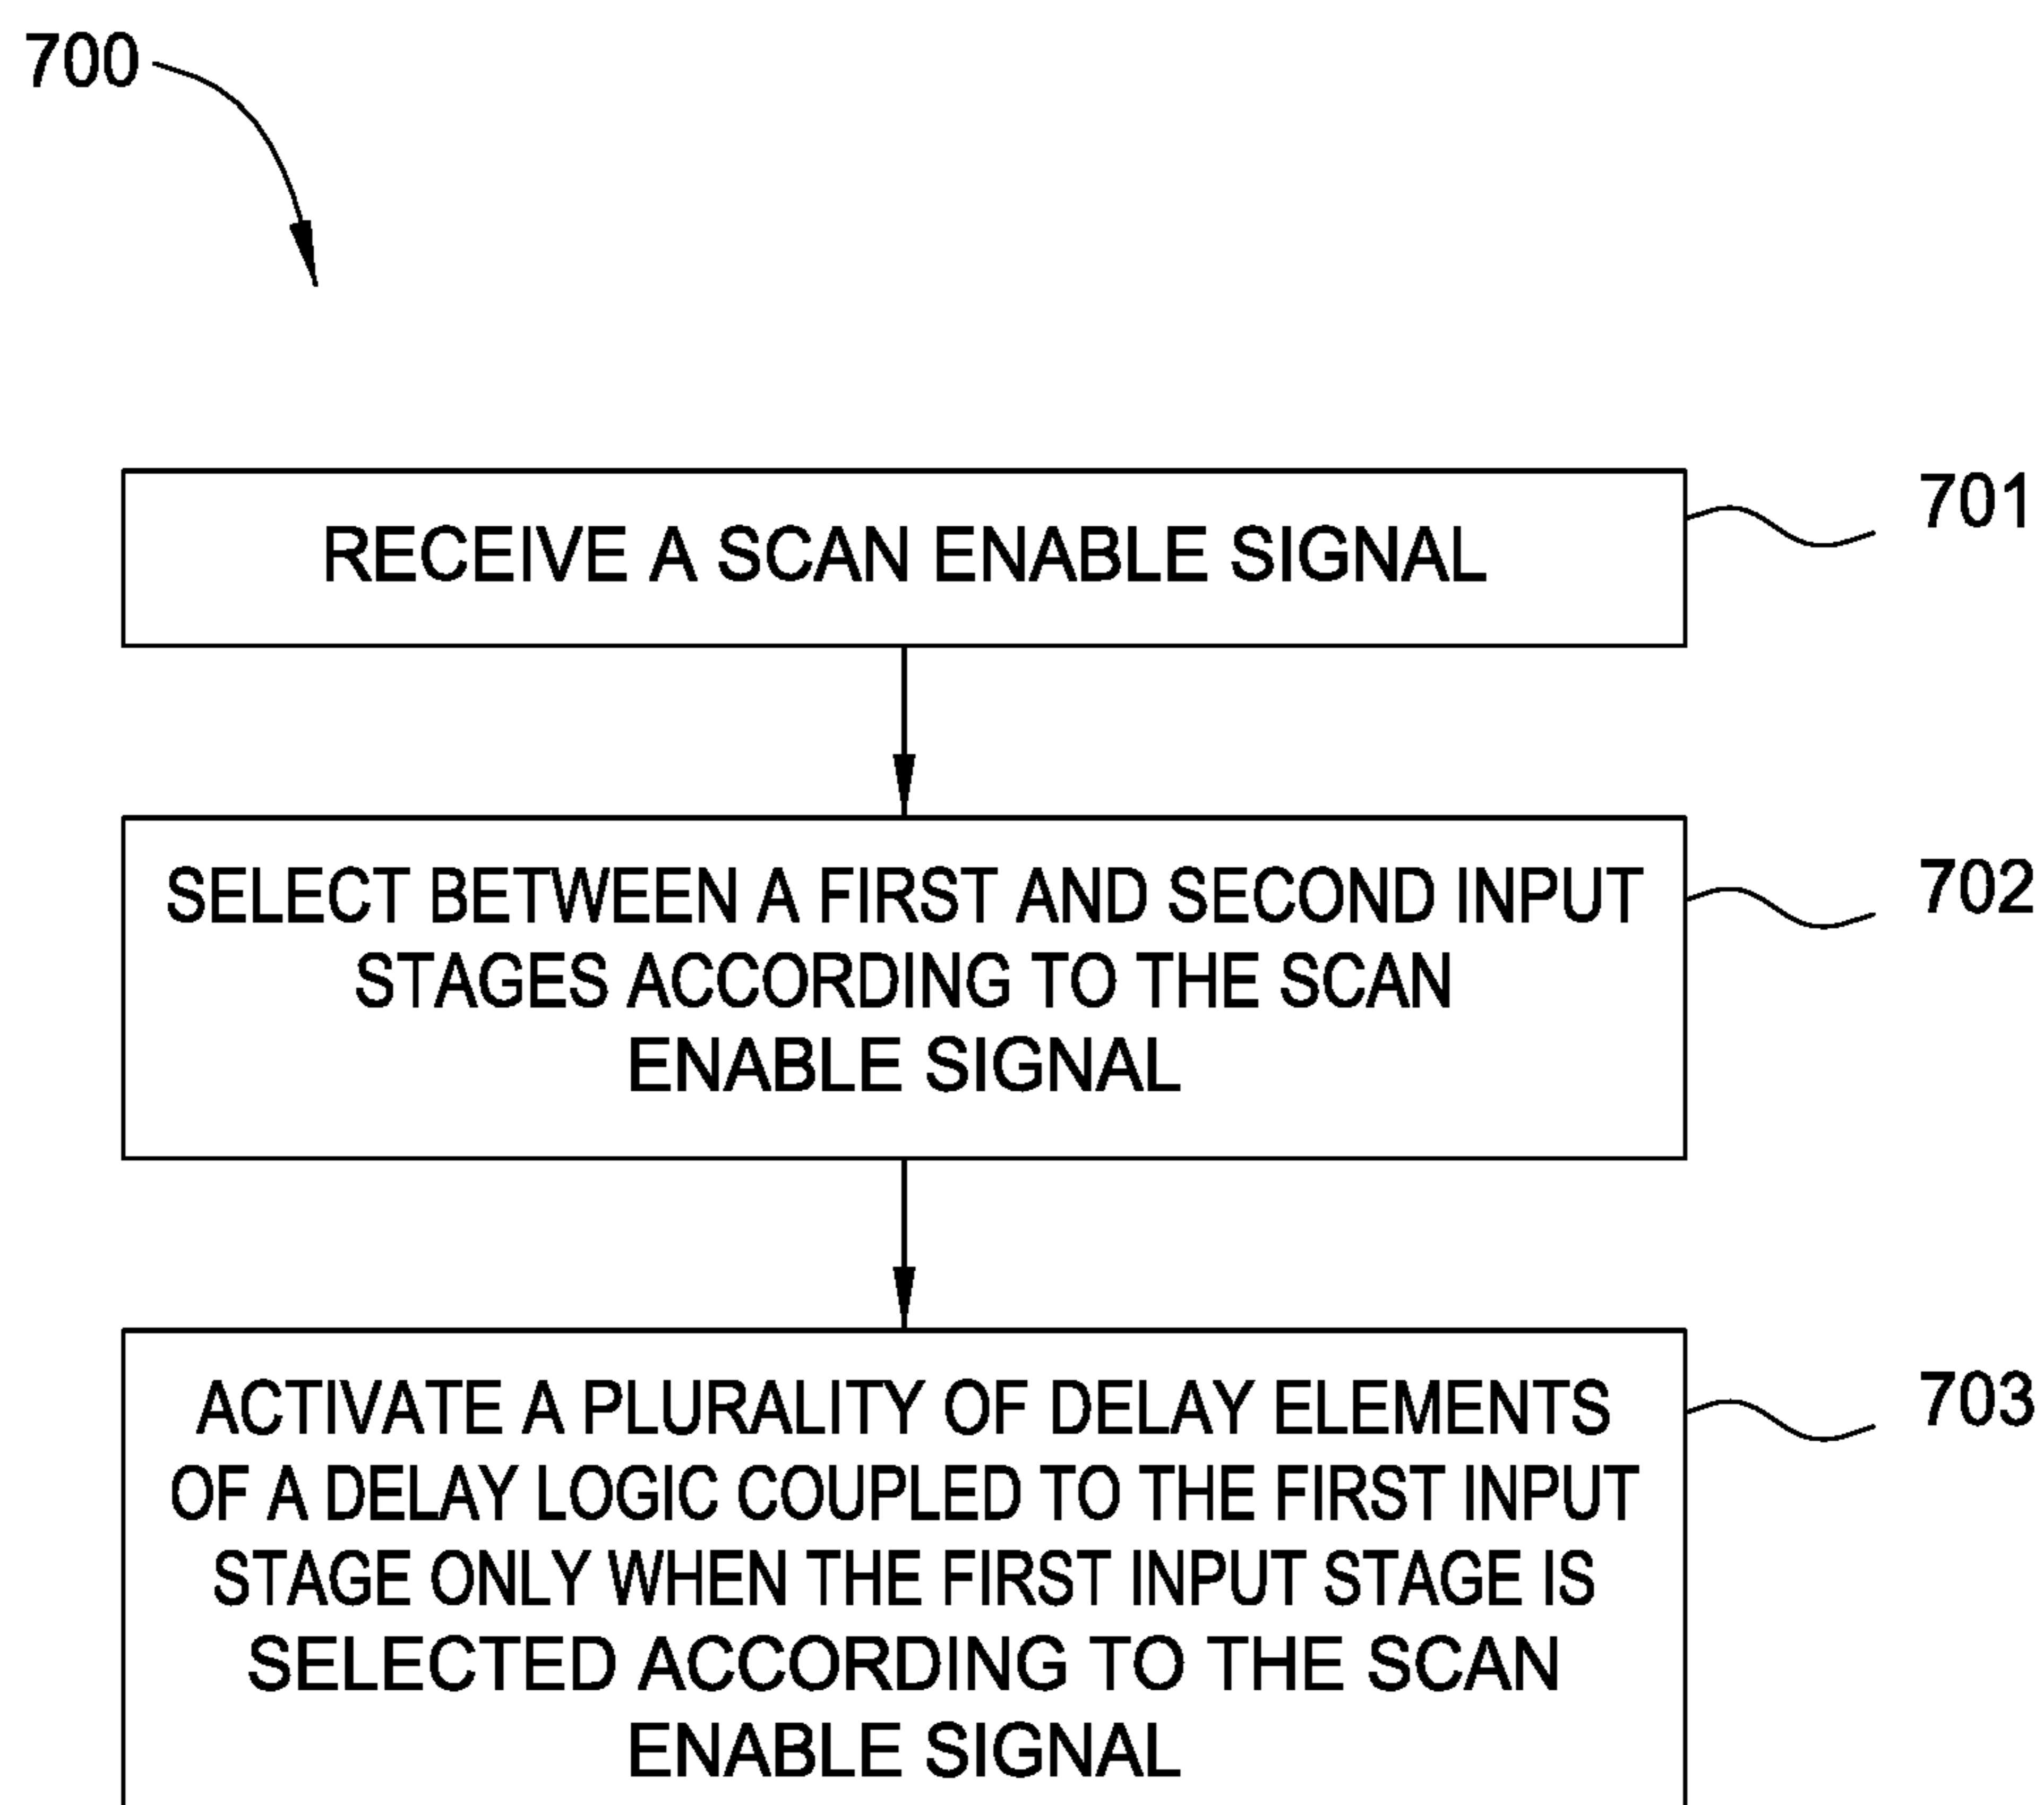 700
RECEIVE A SCAN ENABLE SIGNAL
701
SELECT BETWEEN A FIRST AND SECOND INPUT
STAGES ACCORDING TO THE SCAN
ENABLE SIGNAL
702
ACTIVATE A PLURALITY OF DELAY ELEMENTS
OF A DELAY LOGIC COUPLED TO THE FIRST INPUT
STAGE ONLY WHEN THE FIRST INPUT STAGE IS
SELECTED ACCORDING TO THE SCAN
ENABLE SIGNAL
703